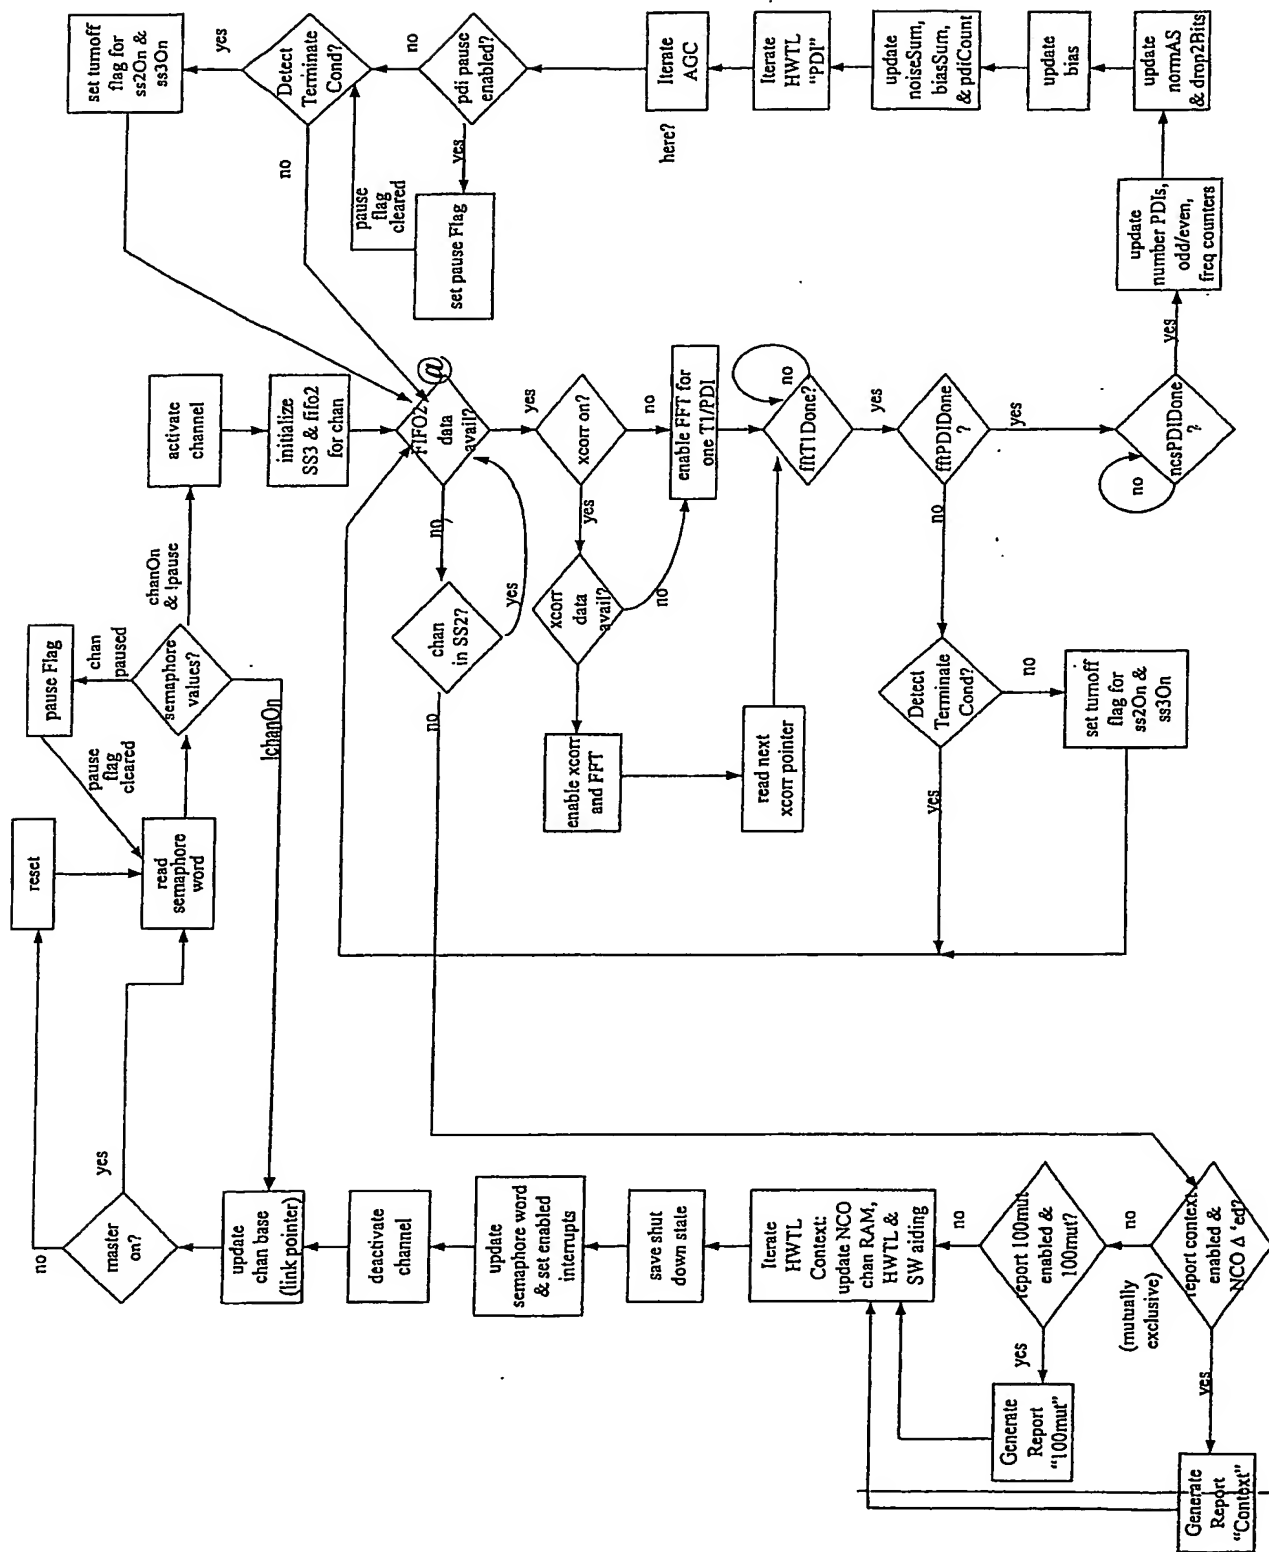 master
on?
no
yes
reset
read
semaphore
word
pause
flag
cleared
pause Flag
chan
paused
semaphore
values?
chanOn
& !pause
!chanOn
activate
channel
initialize
SS3 & fifo2
for chan
FIFO2
data
avail?
@
no
yes
chan
in SS2?
yes
no
xcorr on?
yes
no
xcorr
data
avail?
no
enable xcorr
and FFT
read next
xcorr pointer
enable FFT for
one T1/PDI
fftT1Done?
no
yes
fftPDIDone
?
no
yes
Detect
Terminate
Cond?
yes
no
set turnoff
flag for
ss2On &
ss3On
ncsPDIDone
?
no
yes
update
number PDIs,
odd/even,
freq counters
update
normAS
& drop2Bits
update
bias
update
noiseSum,
biasSum,
& pdiCount
Iterate
HWTL
"PDI"
Iterate
AGC
here?
pdi pause
enabled?
no
yes
set pause Flag
pause
flag
cleared
Detect
Terminate
Cond?
yes
no
set turnoff
flag for
ss2On &
ss3On
report context
enabled &
NCO Δ 'ed?
(mutually
exclusive)
no
yes
Generate
Report
"Context"
report 100mut
enabled &
100mut?
no
yes
Generate
Report
"100mut"
Iterate
HWTL
Context:
update NCO
chan RAM,
HWTL &
SW aiding
save shut
down state
update
semaphore word
& set enabled
interrupts
deactivate
channel
update
chan base
(link pointer)